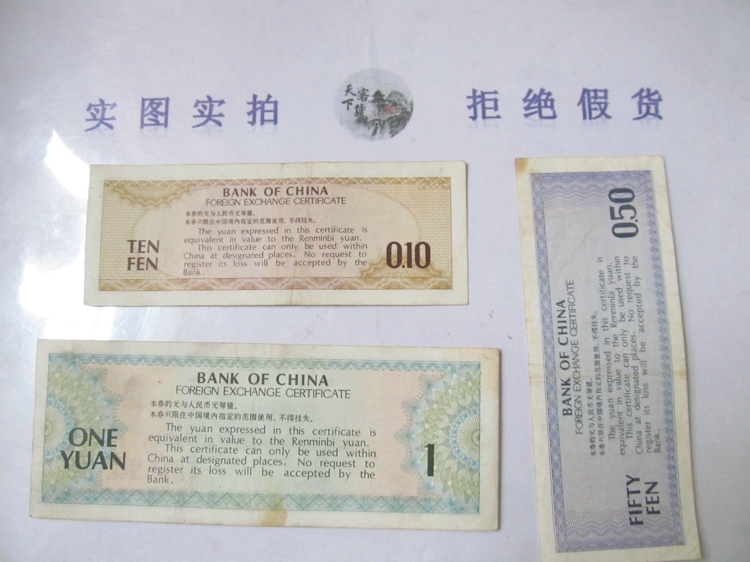 实图实拍
天下
客货
拒绝假货
BANK OF CHINA
FOREIGN EXCHANGE CERTIFICATE
本券的元与人民币元等值。
本券只限在中国境内指定的范围使用,不得挂失。
The yuan expressed in this certificate is
equivalent in value to the Renminbi yuan.
This certificate can only be used within
China at designated places. No request to
register its loss will be accepted by the
Bank.
TEN
FEN
0.10
BANK OF CHINA
FOREIGN EXCHANGE CERTIFICATE
本券的元与人民币元等值。
本券只限在中国境内指定的范围使用,不得挂失。
The yuan expressed in this certificate is
equivalent in value to the Renminbi yuan.
This certificate can only be used within
China at designated places. No request to
register its loss will be accepted by the
Bank.
ONE
YUAN
1
BANK OF CHINA
FOREIGN EXCHANGE CERTIFICATE
本券的元与人民币元等值。
本券只限在中国境内指定的范围使用,不得挂失。
The yuan expressed in this certificate is
equivalent in value to the Renminbi yuan.
This certificate can only be used within
China at designated places. No request to
register its loss will be accepted by the
Bank.
FIFTY
FEN
0.50